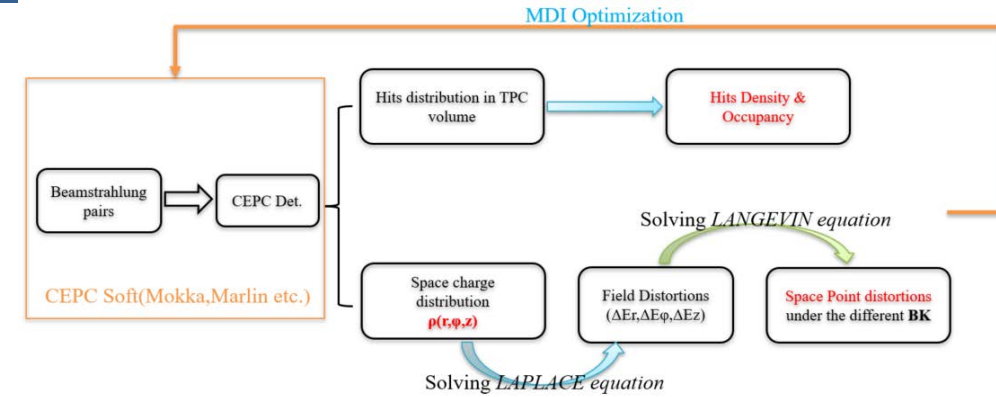 MDI Optimization
Hits distribution in TPC
volume
Hits Density &
Occupancy
Beamstrahlung
pairs
CEPC Det.
CEPC Soft(Mokka,Marlin etc.)
Solving LANGEVIN equation
Space charge
distribution
ρ(r,φ,z)
Field Distortions
(ΔEr,ΔEφ,ΔEz)
Space Point distortions
under the different BK
Solving LAPLACE equation